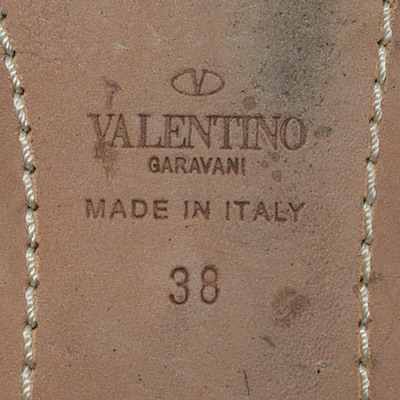 VALENTINO
GARAVANI
MADE IN ITALY
38